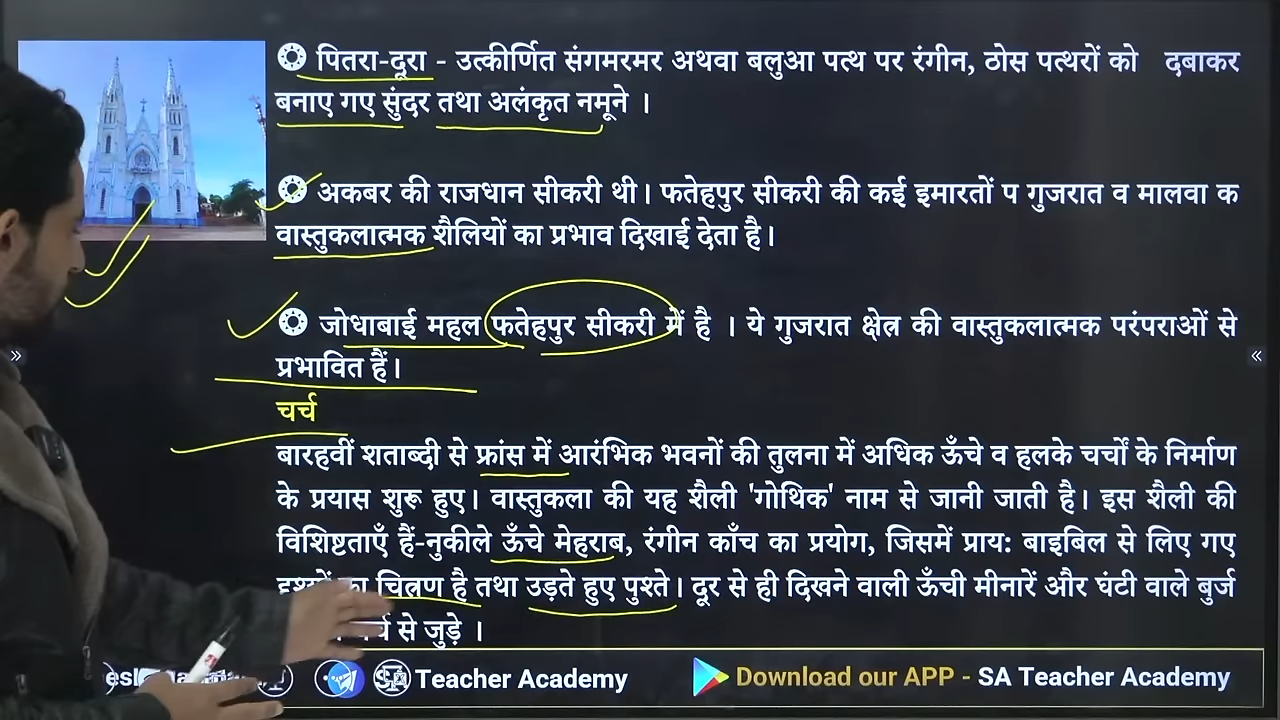 पितरा-दूरा - उत्कीर्णित संगमरमर अथवा बलुआ पत्थ पर रंगीन, ठोस पत्थरों को दबाकर
बनाए गए सुंदर तथा अलंकृत नमूने ।
अकबर की राजधान सीकरी थी। फतेहपुर सीकरी की कई इमारतों प गुजरात व मालवा क
वास्तुकलात्मक शैलियों का प्रभाव दिखाई देता है।
जोधाबाई महल फतेहपुर सीकरी में है । ये गुजरात क्षेत्र की वास्तुकलात्मक परंपराओं से
प्रभावित हैं।
चर्च
बारहवीं शताब्दी से फ्रांस में आरंभिक भवनों की तुलना में अधिक ऊँचे व हलके चर्चों के निर्माण
के प्रयास शुरू हुए। वास्तुकला की यह शैली 'गोथिक' नाम से जानी जाती है। इस शैली की
विशिष्टताएँ हैं-नुकीले ऊँचे मेहराब, रंगीन काँच का प्रयोग, जिसमें प्राय: बाइबिल से लिए गए
चित्रण है तथा उड़ते हुए पुश्ते। दूर से ही दिखने वाली ऊँची मीनारें और घंटी वाले बुर्ज
से जुड़े ।
Teacher Academy
Download our APP - SA Teacher Academy